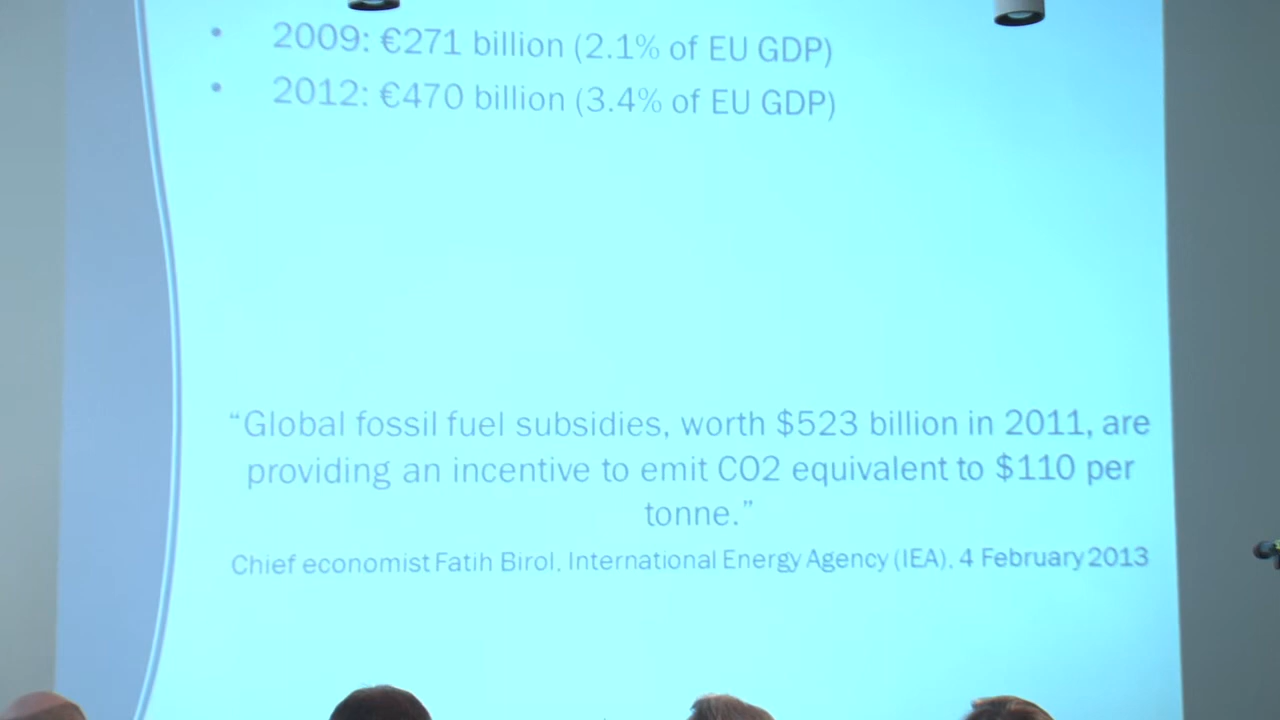 • 2009: €271 billion (2.1% of EU GDP)
• 2012: €470 billion (3.4% of EU GDP)
“Global fossil fuel subsidies, worth $523 billion in 2011, are
providing an incentive to emit CO2 equivalent to $110 per
tonne.”
Chief economist Fatih Birol, International Energy Agency (IEA), 4 February 2013